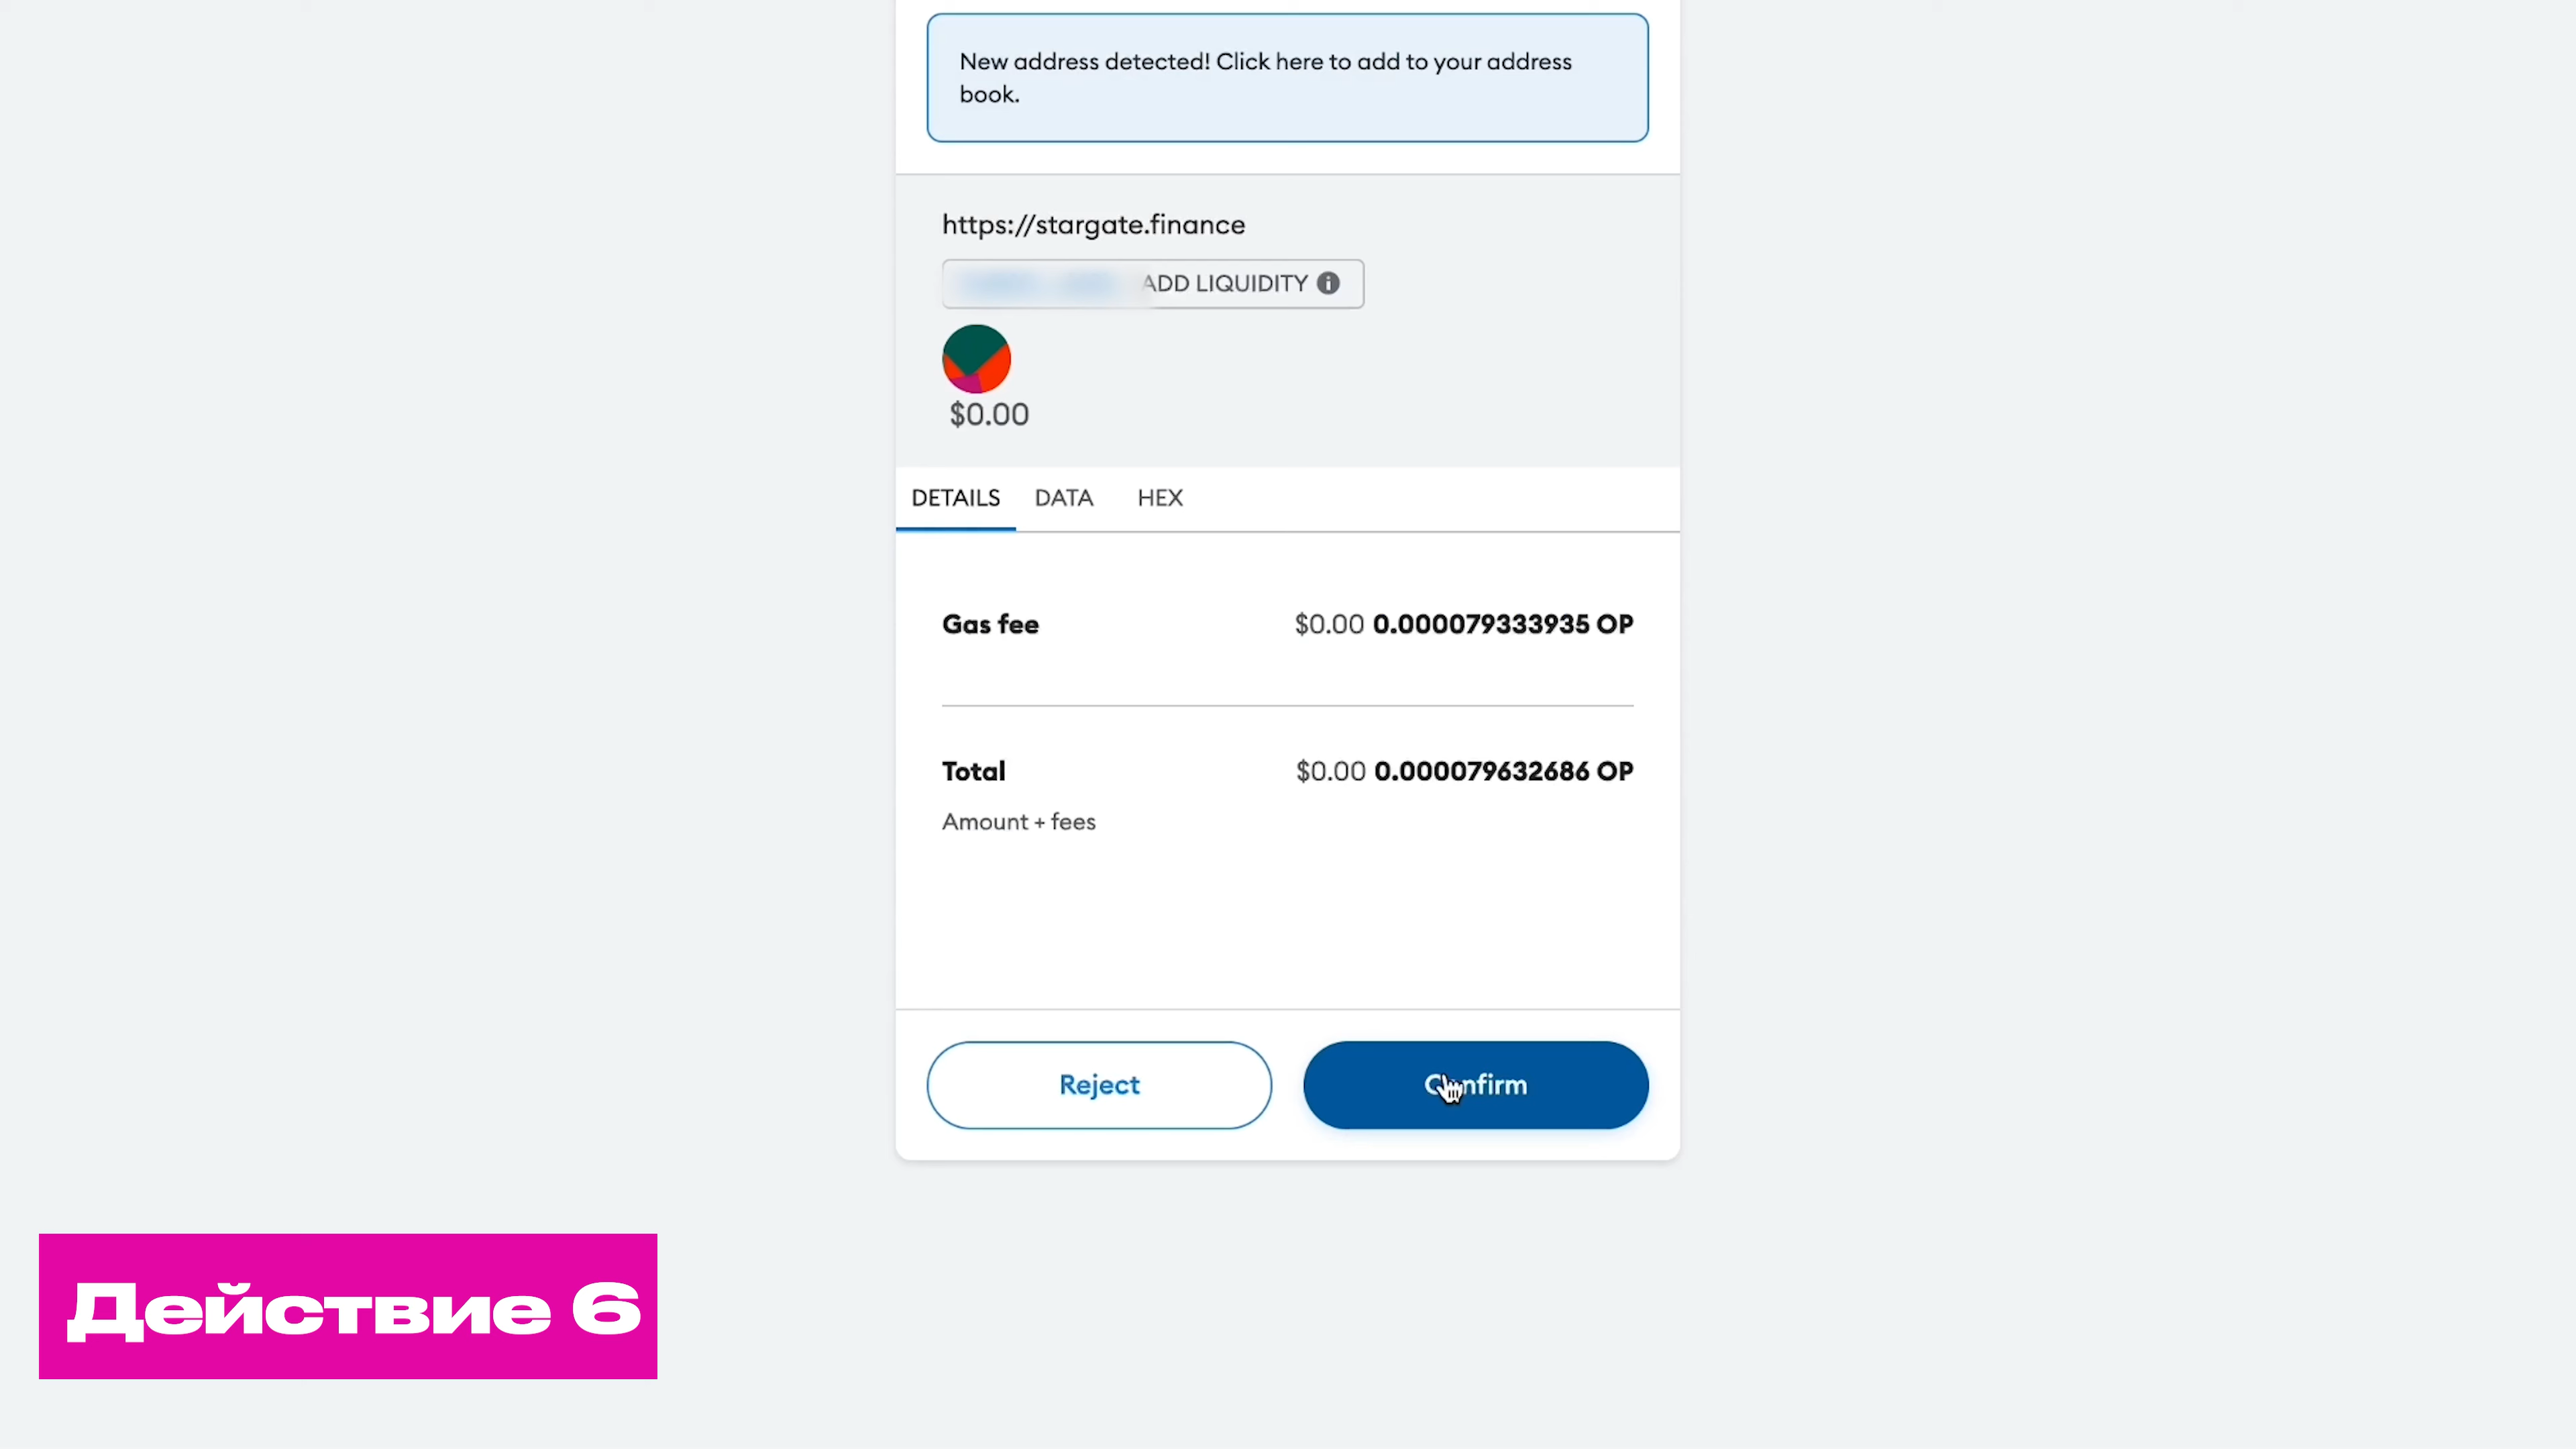 New address detected! Click here to add to your address
book.
https://stargate.finance
ADD LIQUIDITY
$0.00
DETAILS DATA HEX
Gas fee $0.00 0.000079333935 OP
Total $0.00 0.000079632686 OP
Amount + fees
Reject Confirm
Действие 6